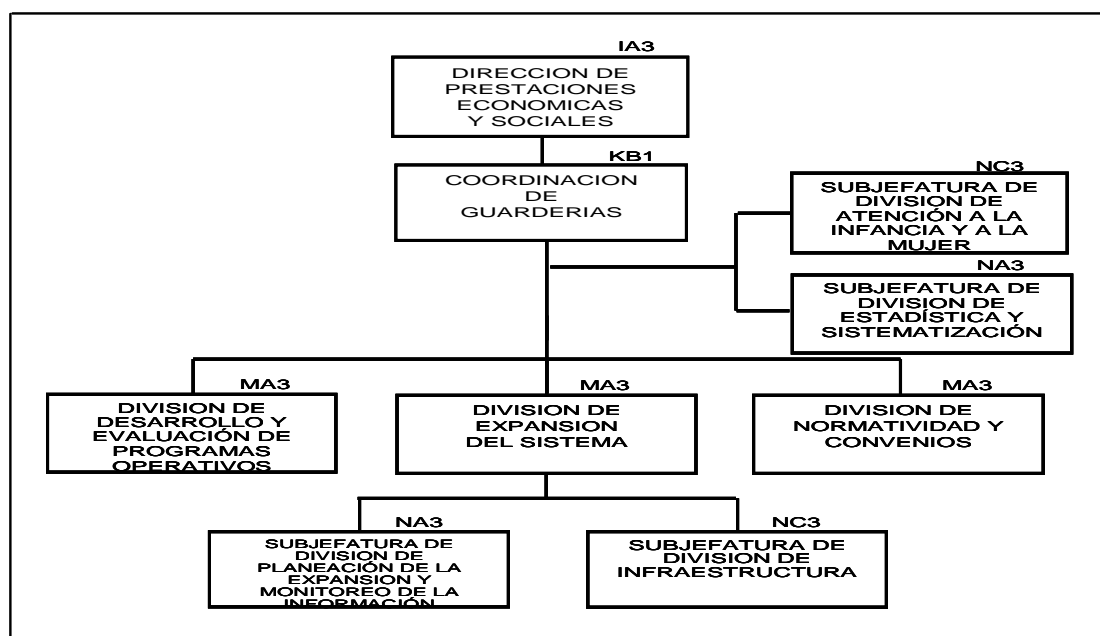 IA3
DIRECCION DE
PRESTACIONES
ECONOMICAS
Y SOCIALES
KB1
COORDINACION
DE
GUARDERIAS
NC3
SUBJEFATURA DE
DIVISION DE
ATENCIÓN A LA
INFANCIA Y A LA
MUJER
NA3
SUBJEFATURA DE
DIVISION DE
ESTADÍSTICA Y
SISTEMATIZACIÓN
MA3
DIVISION DE
DESARROLLO Y
EVALUACIÓN DE
PROGRAMAS
OPERATIVOS
MA3
DIVISION DE
EXPANSION
DEL SISTEMA
MA3
DIVISION DE
NORMATIVIDAD Y
CONVENIOS
NA3
SUBJEFATURA DE
DIVISION DE
PLANEACIÓN DE LA
EXPANSION Y
MONITOREO DE LA
INFORMACIÓN
NC3
SUBJEFATURA DE
DIVISION DE
INFRAESTRUCTURA